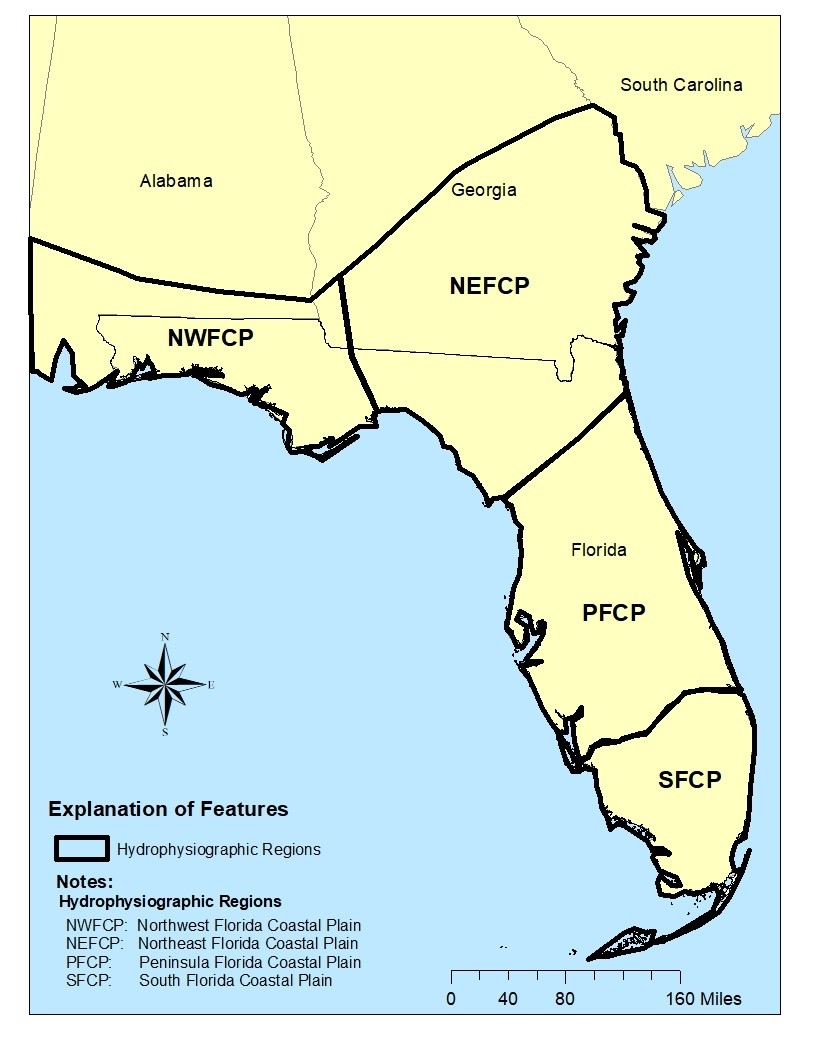 South Carolina
Alabama
Georgia
NEFCP
NWFCP
Florida
PFCP
N
W E
S
SFCP
Explanation of Features
Hydrophysiographic Regions
Notes:
Hydrophysiographic Regions
NWFCP: Northwest Florida Coastal Plain
NEFCP: Northeast Florida Coastal Plain
PFCP: Peninsula Florida Coastal Plain
SFCP: South Florida Coastal Plain
0 40 80 160 Miles